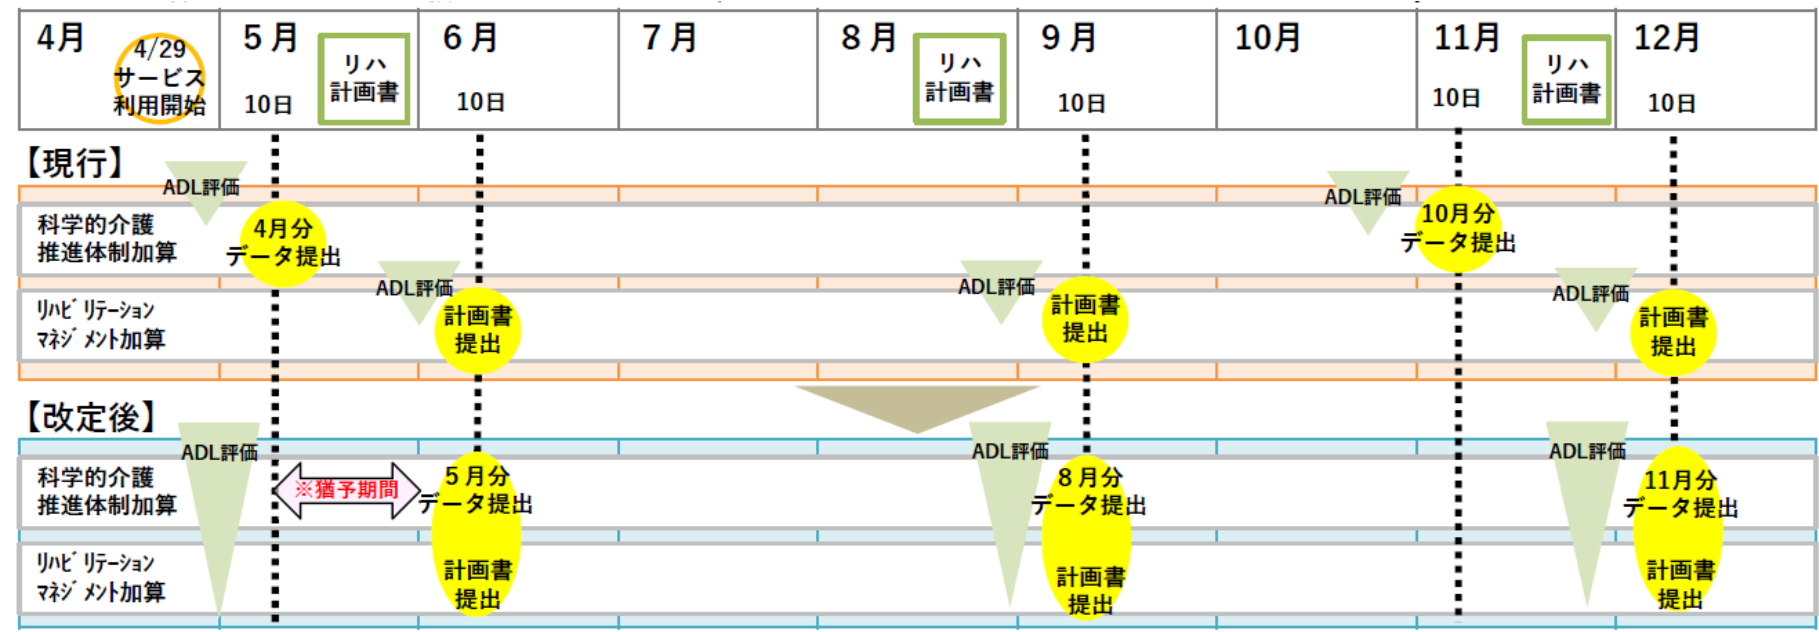 4月
4/29
サービス
利用開始
5月
10日
リハ
計画書
6月
10日
7月
8月
リハ
計画書
9月
10日
10月
11月
10日
リハ
計画書
12月
10日
【現行】
ADL評価
ADL評価
科学的介護
推進体制加算
4月分
データ提出
10月分
データ提出
ADL評価
ADL評価
ADL評価
リハビリテーション
マネジメント加算
計画書
提出
計画書
提出
計画書
提出
【改定後】
ADL評価
ADL評価
ADL評価
科学的介護
推進体制加算
※猶予期間
5月分
データ提出
8月分
データ提出
11月分
データ提出
リハビリテーション
マネジメント加算
計画書
提出
計画書
提出
計画書
提出